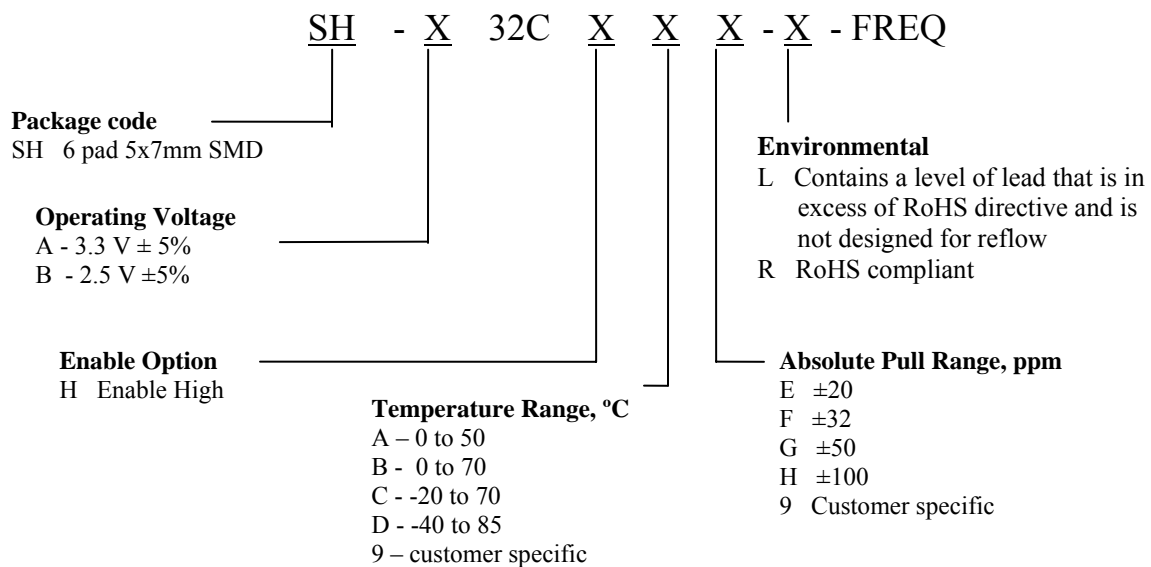 SH - X 32C X X X - X - FREQ
Package code
SH 6 pad 5x7mm SMD
Operating Voltage
A - 3.3 V ± 5%
B - 2.5 V ±5%
Enable Option
H Enable High
Temperature Range, ºC
A – 0 to 50
B - 0 to 70
C - -20 to 70
D - -40 to 85
9 – customer specific
Environmental
L Contains a level of lead that is in
excess of RoHS directive and is
not designed for reflow
R RoHS compliant
Absolute Pull Range, ppm
E ±20
F ±32
G ±50
H ±100
9 Customer specific